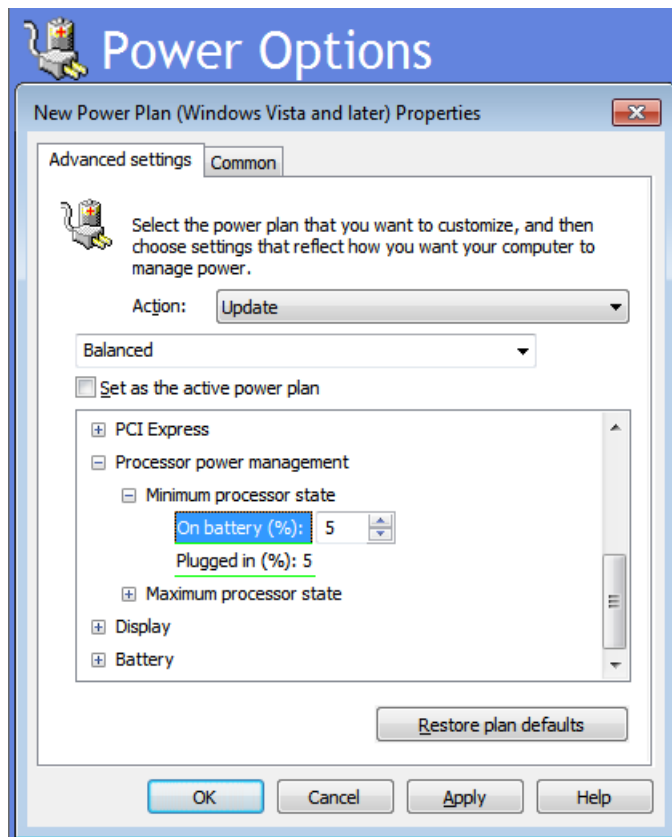 Power Options
New Power Plan (Windows Vista and later) Properties
Advanced settings
Common
Select the power plan that you want to customize, and then
choose settings that reflect how you want your computer to
manage power.
Action: Update
Balanced
Set as the active power plan
PCI Express
Processor power management
Minimum processor state
On battery (%): 5
Plugged in (%): 5
Maximum processor state
Display
Battery
Restore plan defaults
OK Cancel Apply Help